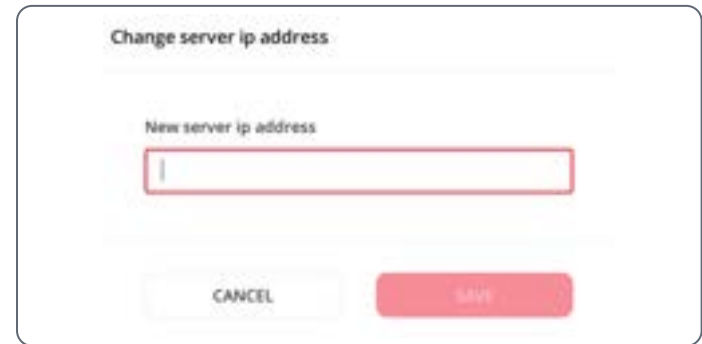 Change server ip address
New server ip address
CANCEL
SAVE